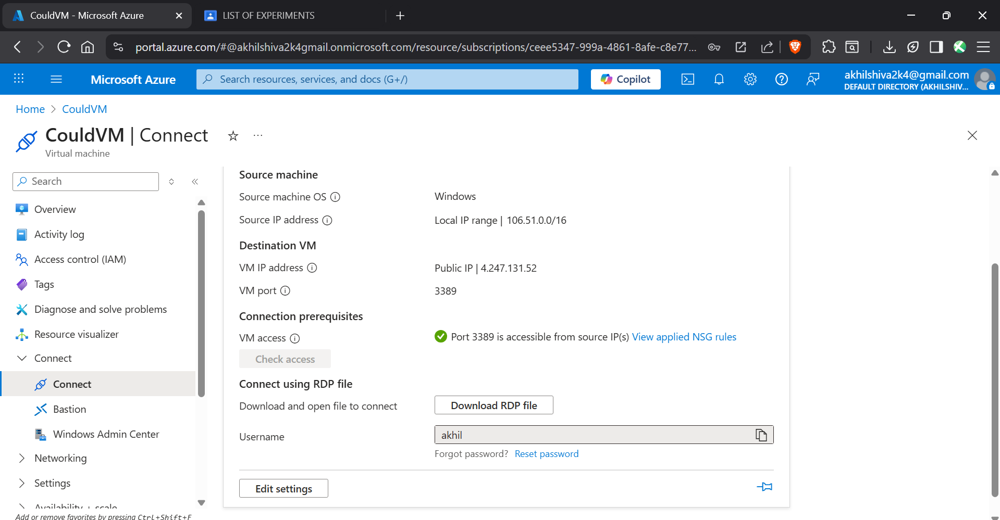 CouldVM - Microsoft Azure
LIST OF EXPERIMENTS
portal.azure.com/#@akhilshiva2k4gmail.onmicrosoft.com/resource/subscriptions/ceee5347-999a-4861-8afe-c8e77...
Microsoft Azure
Search resources, services, and docs (G+/)
Copilot
akhilshiva2k4@gmail.com
DEFAULT DIRECTORY (AKHILSHIV...
Home > CouldVM
CouldVM | Connect
Virtual machine
Search
Overview
Activity log
Access control (IAM)
Tags
Diagnose and solve problems
Resource visualizer
Connect
Connect
Bastion
Windows Admin Center
Networking
Settings
Availability + scale
Add or remove favorites by pressing Ctrl+Shift+F
Source machine
Source machine OS Windows
Source IP address Local IP range | 106.51.0.0/16
Destination VM
VM IP address Public IP | 4.247.131.52
VM port 3389
Connection prerequisites
VM access Port 3389 is accessible from source IP(s) View applied NSG rules
Check access
Connect using RDP file
Download and open file to connect Download RDP file
Username akhil
Forgot password? Reset password
Edit settings